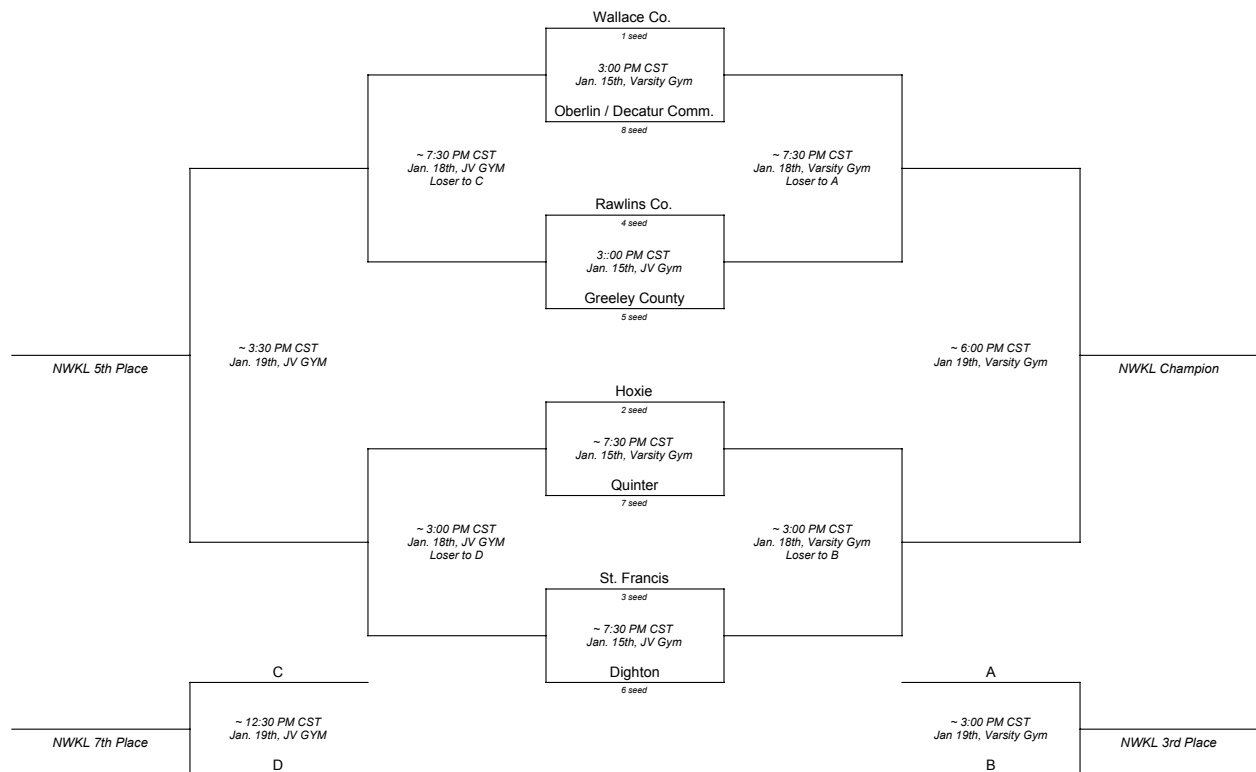 Wallace Co.
1 seed
3:00 PM CST
Jan. 15th, Varsity Gym
Oberlin / Decatur Comm.
8 seed
~ 7:30 PM CST
Jan. 18th, JV GYM
Loser to C
~ 7:30 PM CST
Jan. 18th, Varsity Gym
Loser to A
Rawlins Co.
4 seed
3::00 PM CST
Jan. 15th, JV Gym
Greeley County
5 seed
~ 3:30 PM CST
Jan. 19th, JV GYM
NWKL 5th Place
~ 6:00 PM CST
Jan 19th, Varsity Gym
NWKL Champion
Hoxie
2 seed
~ 7:30 PM CST
Jan. 15th, Varsity Gym
Quinter
7 seed
~ 3:00 PM CST
Jan. 18th, JV GYM
Loser to D
~ 3:00 PM CST
Jan. 18th, Varsity Gym
Loser to B
St. Francis
3 seed
~ 7:30 PM CST
Jan. 15th, JV Gym
Dighton
6 seed
C
~ 12:30 PM CST
Jan. 19th, JV GYM
NWKL 7th Place
D
A
~ 3:00 PM CST
Jan 19th, Varsity Gym
NWKL 3rd Place
B